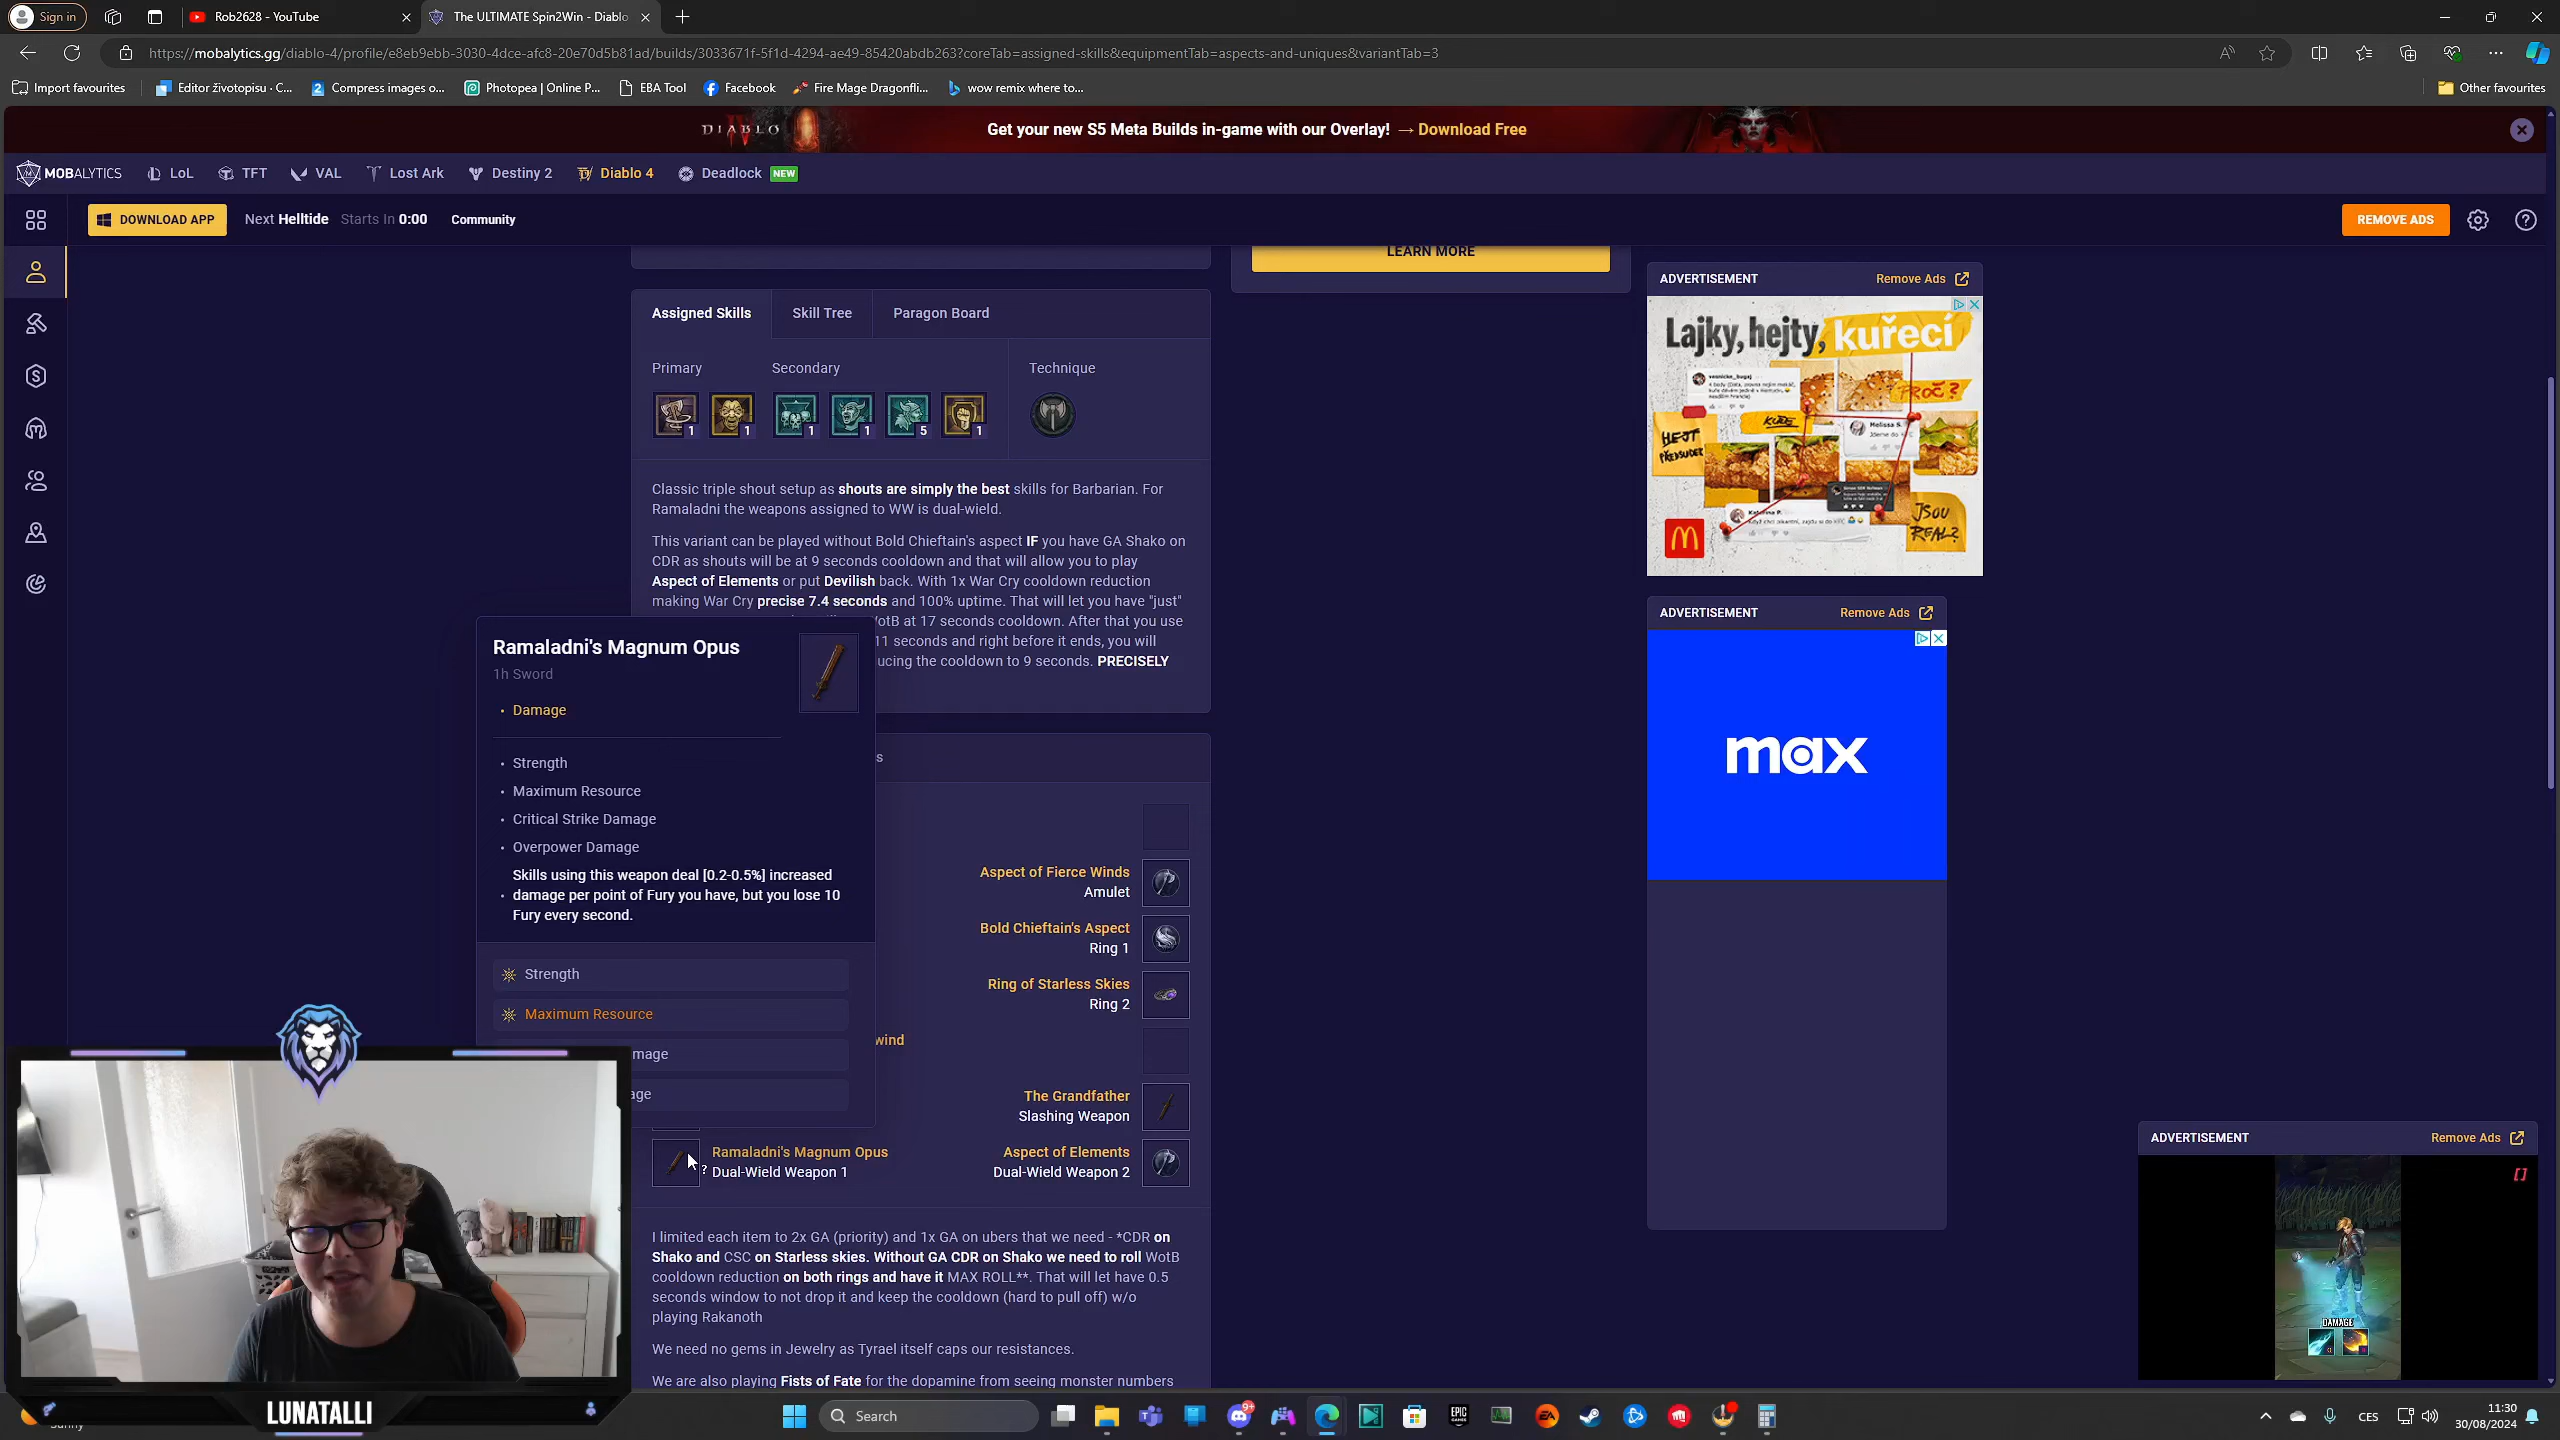 Sign in
Rob2628 - YouTube
The ULTIMATE Spin2Win - Diablo
https://mobalytics.gg/diablo-4/profile/e8eb9ebb-3030-4dce-afc8-20e70d5b81ad/builds/3033671f-5f1d-4294-ae49-85420abdb263?coreTab=assigned-skills&equipmentTab=aspects-and-uniques&variantTab=3
Import favourites
Editor životopisu · C...
Compress images o...
Photopea | Online P...
EBA Tool
Facebook
Fire Mage Dragonfli...
wow remix where to...
Other favourites
DIABLO
Get your new S5 Meta Builds in-game with our Overlay! → Download Free
MOBALYTICS
LoL
TFT
VAL
Lost Ark
Destiny 2
Diablo 4
Deadlock
NEW
DOWNLOAD APP
Next Helltide Starts In 0:00
Community
REMOVE ADS
LEARN MORE
Assigned Skills
Skill Tree
Paragon Board
Primary
Secondary
Technique
1
1
1
1
5
1
Classic triple shout setup as shouts are simply the best skills for Barbarian. For
Ramaladni the weapons assigned to WW is dual-wield.
This variant can be played without Bold Chieftain's aspect IF you have GA Shako on
CDR as shouts will be at 9 seconds cooldown and that will allow you to play
Aspect of Elements or put Devilish back. With 1x War Cry cooldown reduction
making War Cry precise 7.4 seconds and 100% uptime. That will let you have "just"
VotB at 17 seconds cooldown. After that you use
11 seconds and right before it ends, you will
ucing the cooldown to 9 seconds. PRECISELY
Ramaladni's Magnum Opus
1h Sword
Damage
Strength
Maximum Resource
Critical Strike Damage
Overpower Damage
Skills using this weapon deal [0.2-0.5%] increased
damage per point of Fury you have, but you lose 10
Fury every second.
Strength
Maximum Resource
mage
age
s
Aspect of Fierce Winds
Amulet
Bold Chieftain's Aspect
Ring 1
Ring of Starless Skies
Ring 2
wind
The Grandfather
Slashing Weapon
Ramaladni's Magnum Opus
Dual-Wield Weapon 1
Aspect of Elements
Dual-Wield Weapon 2
I limited each item to 2x GA (priority) and 1x GA on ubers that we need - *CDR on
Shako and CSC on Starless skies. Without GA CDR on Shako we need to roll WotB
cooldown reduction on both rings and have it MAX ROLL**. That will let have 0.5
seconds window to not drop it and keep the cooldown (hard to pull off) w/o
playing Rakanoth
We need no gems in Jewelry as Tyrael itself caps our resistances.
We are also playing Fists of Fate for the dopamine from seeing monster numbers
ADVERTISEMENT
Remove Ads
Lajky, hejty, kuřecí
HEJT
PŘEDSUDEK
KUŘE
PROČ?
JSOU
REAL?
ADVERTISEMENT
Remove Ads
max
ADVERTISEMENT
Remove Ads
DAMAGE
LUNATALLI
Sunny
Search
9+
EPIC
EA
CES
11:30
30/08/2024